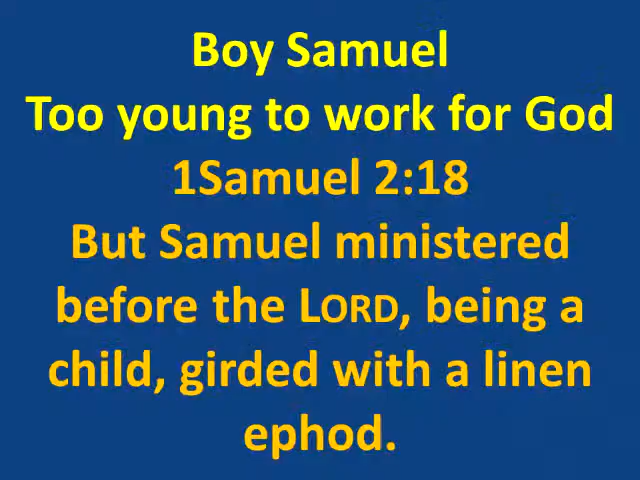 Boy Samuel
Too young to work for God
1Samuel 2:18
But Samuel ministered
before the LORD, being a
child, girded with a linen
ephod.